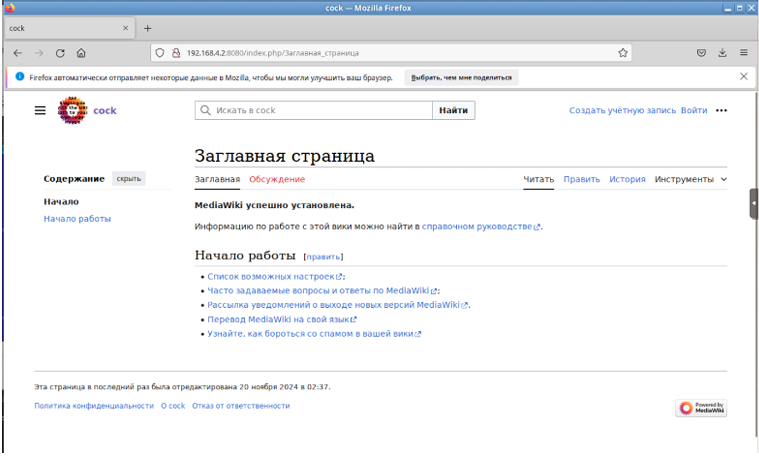 cock — Mozilla Firefox
cock
192.168.4.2:8080/index.php/Заглавная_страница
Firefox автоматически отправляет некоторые данные в Mozilla, чтобы мы могли улучшить ваш браузер. Выбрать, чем мне поделиться
cock
Искать в cock Найти
Создать учётную запись Войти
Заглавная страница
Содержание скрыть
Заглавная Обсуждение Читать Править История Инструменты
Начало
Начало работы
MediaWiki успешно установлена.
Информацию по работе с этой вики можно найти в справочном руководстве.
Начало работы [править]
Список возможных настроек;
Часто задаваемые вопросы и ответы по MediaWiki;
Рассылка уведомлений о выходе новых версий MediaWiki.
Перевод MediaWiki на свой язык
Узнайте, как бороться со спамом в вашей вики
Эта страница в последний раз была отредактирована 20 ноября 2024 в 02:37.
Политика конфиденциальности О cock Отказ от ответственности
Powered by
MediaWiki